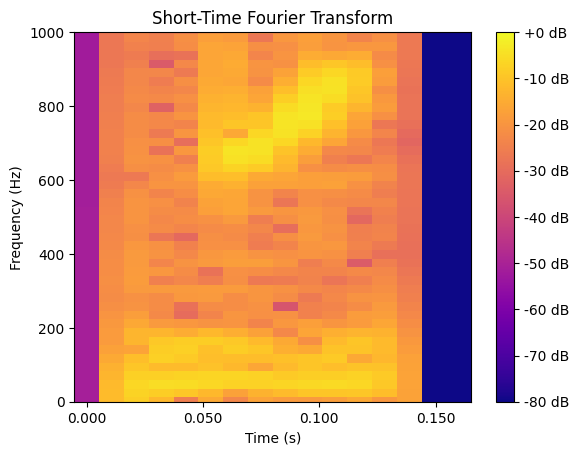 Short-Time Fourier Transform
1000
800
600
400
200
0
Frequency (Hz)
0.000
0.050
0.100
0.150
Time (s)
+0 dB
-10 dB
-20 dB
-30 dB
-40 dB
-50 dB
-60 dB
-70 dB
-80 dB